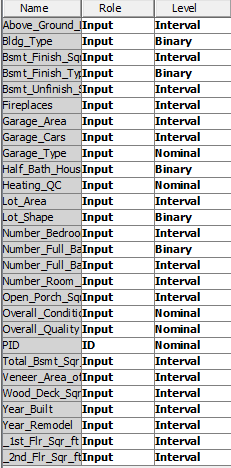 Name Role Level
Above_Ground_L Input Interval
Bldg_Type Input Binary
Bsmt_Finish_Sq Input Interval
Bsmt_Finish_Typ Input Binary
Bsmt_Unfinish_S Input Interval
Fireplaces Input Interval
Garage_Area Input Interval
Garage_Cars Input Interval
Garage_Type Input Nominal
Half_Bath_Hous Input Binary
Heating_QC Input Nominal
Lot_Area Input Interval
Lot_Shape Input Binary
Number_Bedroo Input Interval
Number_Full_Ba Input Binary
Number_Full_Ba Input Interval
Number_Room_ Input Interval
Open_Porch_Sq Input Interval
Overall_Conditio Input Nominal
Overall_Quality Input Nominal
PID ID Nominal
Total_Bsmt_Sqr Input Interval
Veneer_Area_of Input Interval
Wood_Deck_Sqr Input Interval
Year_Built Input Interval
Year_Remodel Input Interval
_1st_Flr_Sq_ft Input Interval
_2nd_Flr_Sq_ft Input Interval